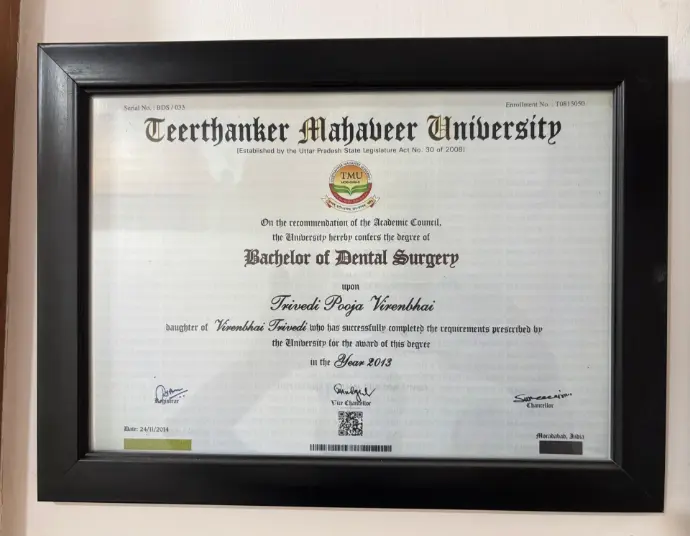 Serial No. : BDS / 033
Enrollment No. : T0815050
Teerthanker Mahaveer University
[Established by the Uttar Pradesh State Legislature Act No. 30 of 2008]
TMU
On the recommendation of the Academic Council,
the University hereby confers the degree of
Bachelor of Dental Surgery
upon
Trivedi Pooja Virenbhai
daughter of Virenbhai Trivedi who has successfully completed the requirements prescribed by
the University for the award of this degree
in the Year 2013
Registrar
Vice Chancellor
Chancellor
Date: 24/11/2014
Moradabad, India